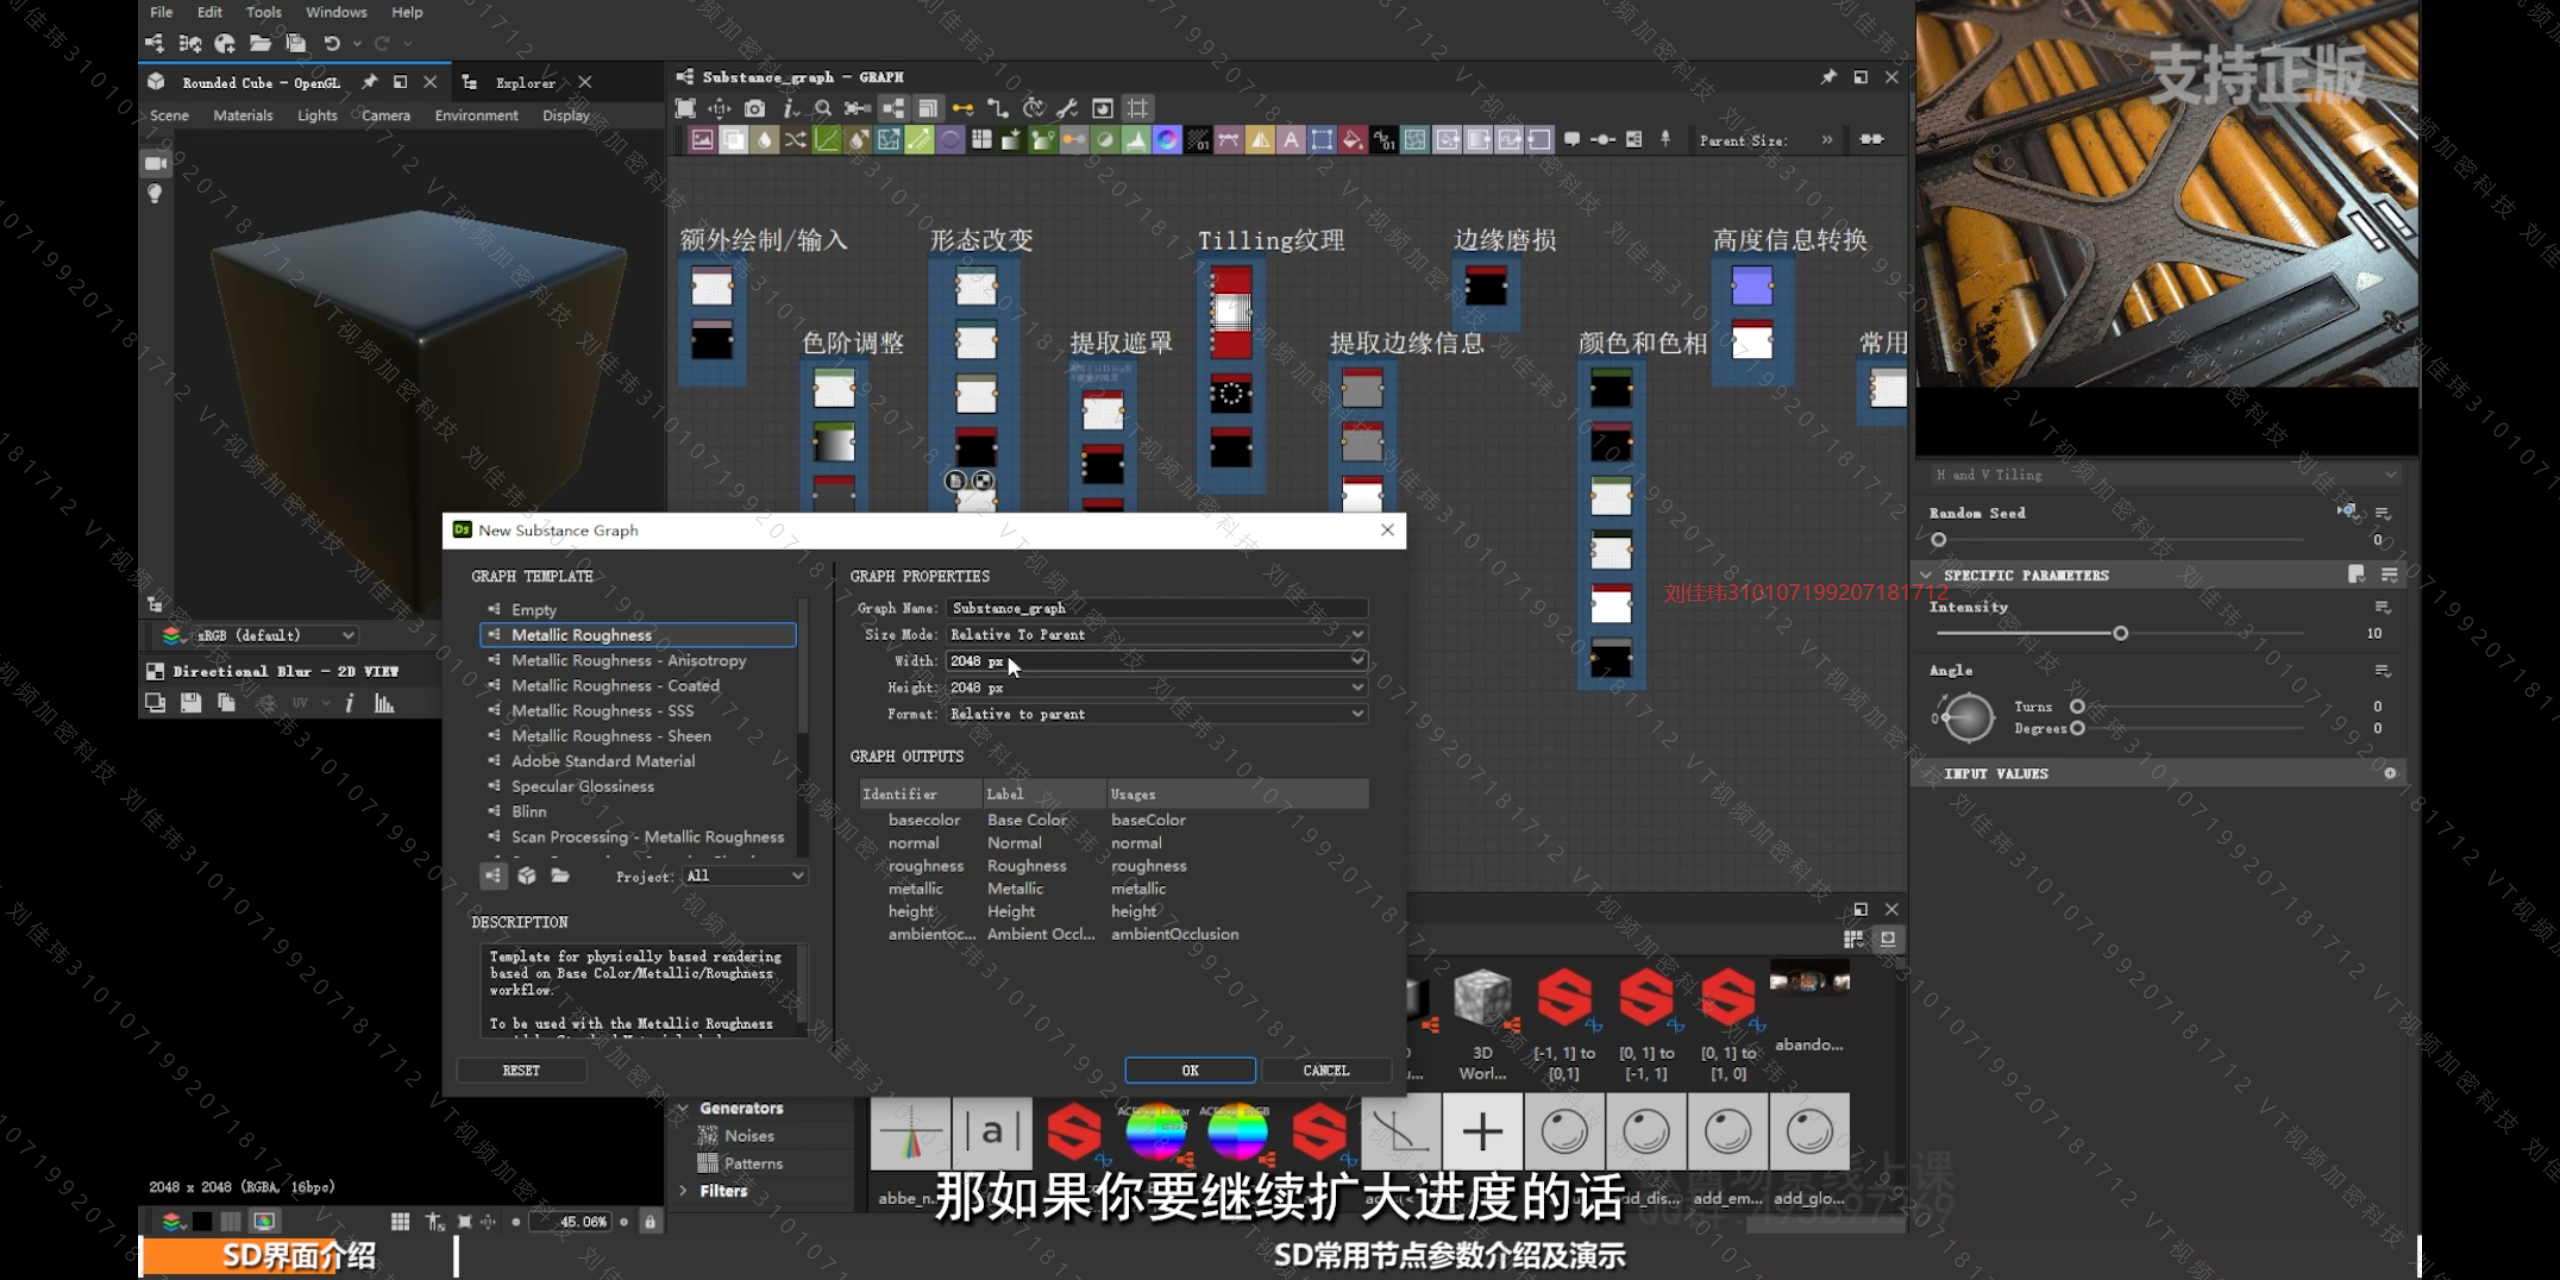 File Edit Tools Windows Help
Rounded Cube - OpenGL
Explorer
Scene Materials Lights Camera Environment Display
Substance_graph - GRAPH
Parent Size:
支持正版
额外绘制/输入
形态改变
Tilling纹理
边缘磨损
高度信息转换
色阶调整
提取遮罩
提取边缘信息
颜色和色相
常用
H and V Tiling
Random Seed
0
SPECIFIC PARAMETERS
Intensity
10
Angle
0
Turns 0
Degrees 0
INPUT VALUES
刘佳玮310107199207181712
VT视频加密科技
New Substance Graph
GRAPH TEMPLATE
Empty
Metallic Roughness
Metallic Roughness - Anisotropy
Metallic Roughness - Coated
Metallic Roughness - SSS
Metallic Roughness - Sheen
Adobe Standard Material
Specular Glossiness
Blinn
Scan Processing - Metallic Roughness
Project: All
DESCRIPTION
Template for physically based rendering
based on Base Color/Metallic/Roughness
workflow.
To be used with the Metallic Roughness
RESET
GRAPH PROPERTIES
Graph Name: Substance_graph
Size Mode: Relative To Parent
Width: 2048 px
Height: 2048 px
Format: Relative to parent
GRAPH OUTPUTS
Identifier Label Usages
basecolor Base Color baseColor
normal Normal normal
roughness Roughness roughness
metallic Metallic metallic
height Height height
ambientoc... Ambient Occl... ambientOcclusion
OK
CANCEL
sRGB (default)
Directional Blur - 2D VIEW
UV
2048 x 2048 (RGBA, 16bpc)
45.06%
Generators
Noises
Patterns
Filters
3D
Worl...
[-1, 1] to
[0,1]
[0, 1] to
[-1, 1]
[0, 1] to
[1, 0]
abando...
|a|
abbe_n...
add_em...
add_glo...
那如果你要继续扩大进度的话
SD界面介绍
SD常用节点参数介绍及演示